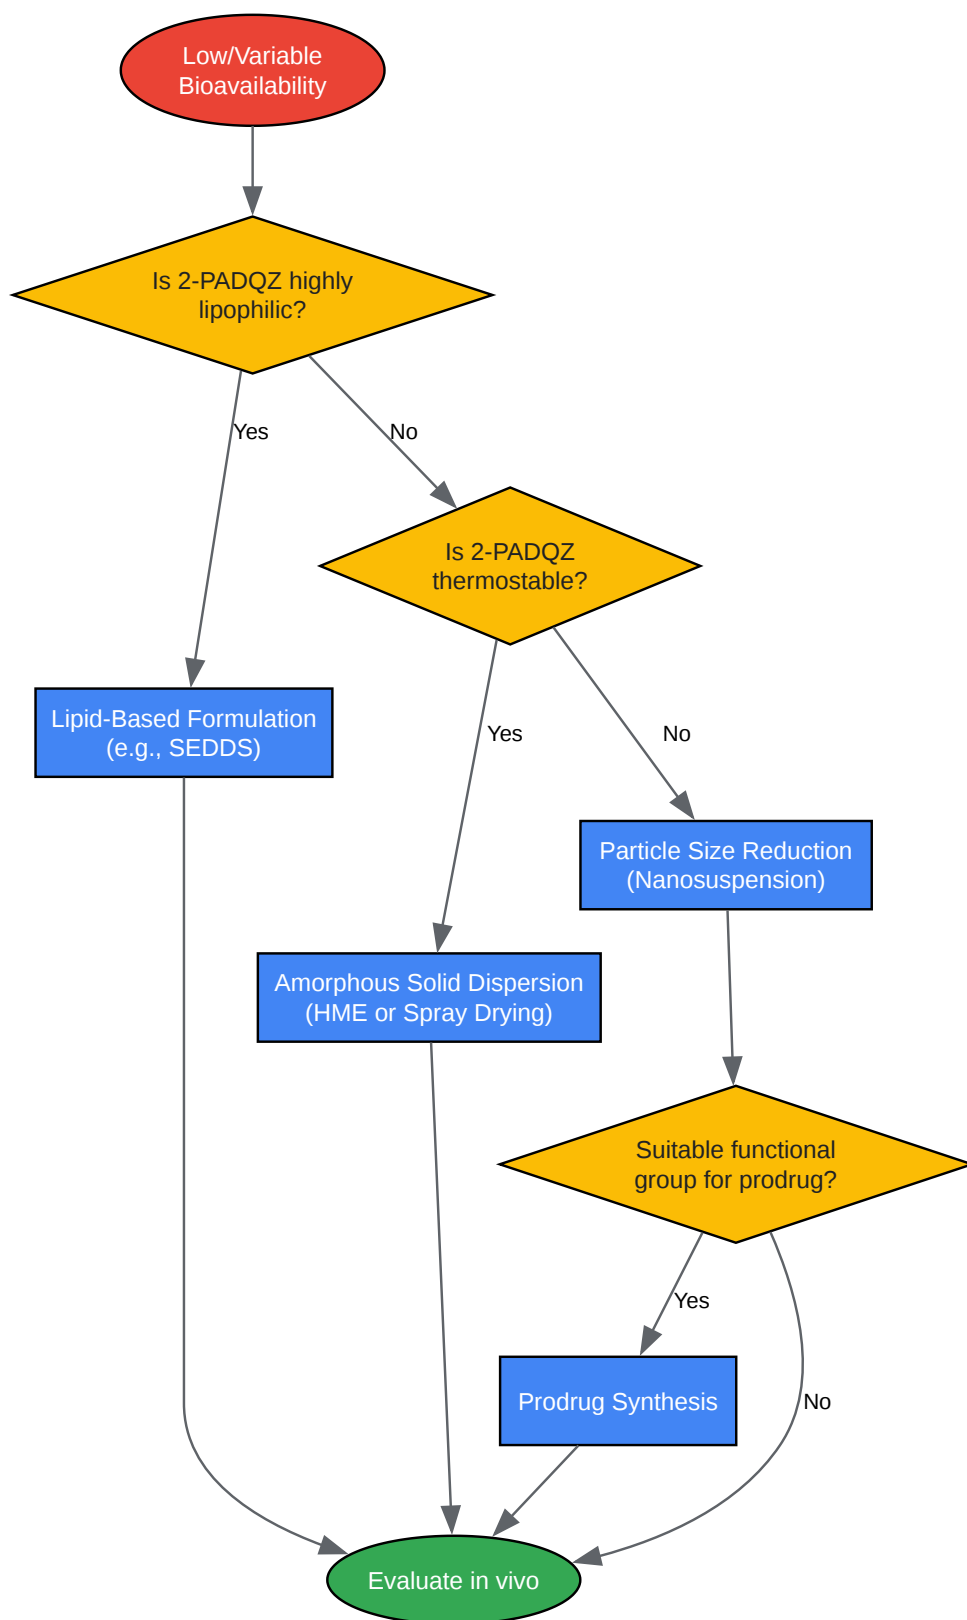 Low/Variable
Bioavailability
Is 2-PADQZ highly
lipophilic?
Yes
No
Is 2-PADQZ
thermostable?
Lipid-Based Formulation
(e.g., SEDDS)
Yes
No
Particle Size Reduction
(Nanosuspension)
Amorphous Solid Dispersion
(HME or Spray Drying)
Suitable functional
group for prodrug?
Yes
Prodrug Synthesis
No
Evaluate in vivo